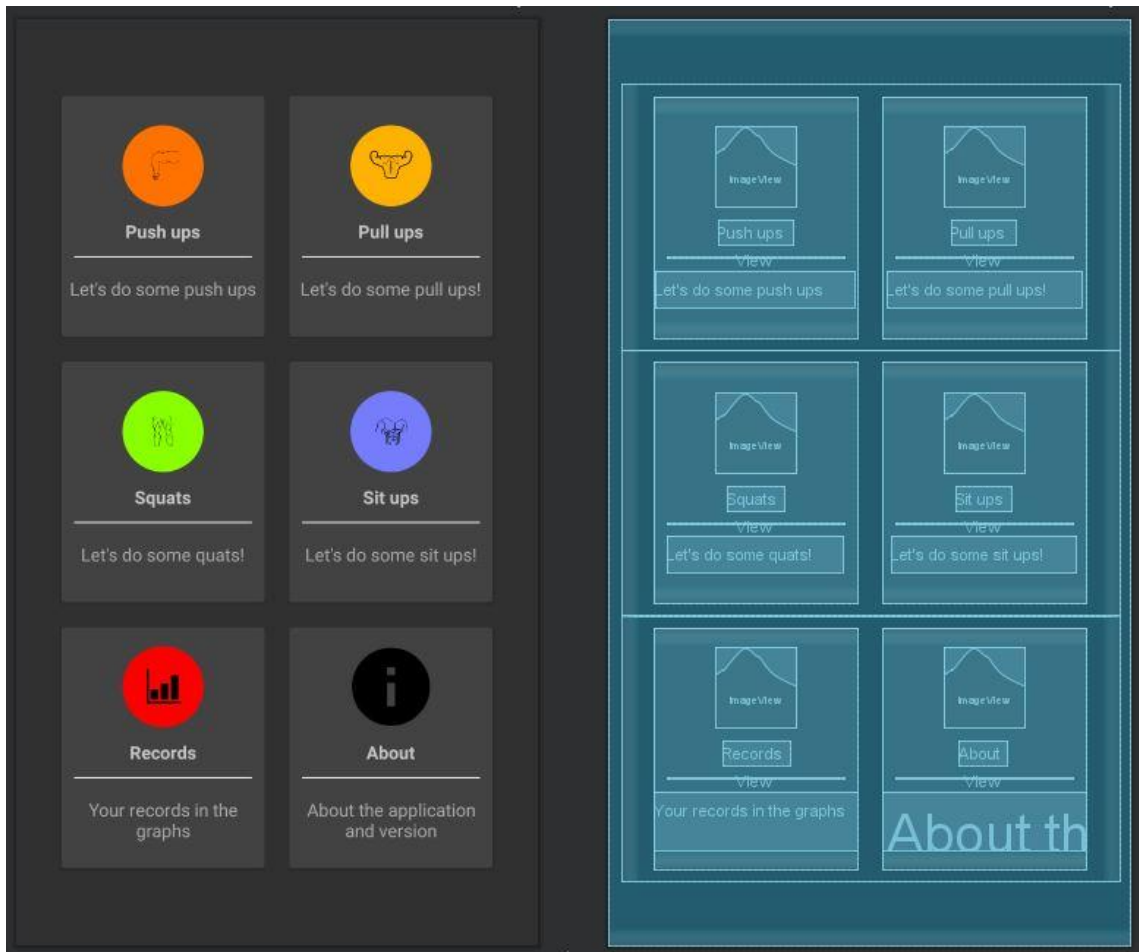 Push ups
Let's do some push ups
Pull ups
Let's do some pull ups!
Squats
Let's do some quats!
Sit ups
Let's do some sit ups!
Records
Your records in the
graphs
About
About the application
and version
ImageView
Push ups
View
Let's do some push ups
ImageView
Pull ups
View
Let's do some pull ups!
ImageView
Squats
View
Let's do some quats!
ImageView
Sit ups
View
Let's do some sit ups!
ImageView
Records
View
Your records in the graphs
ImageView
About
View
About th